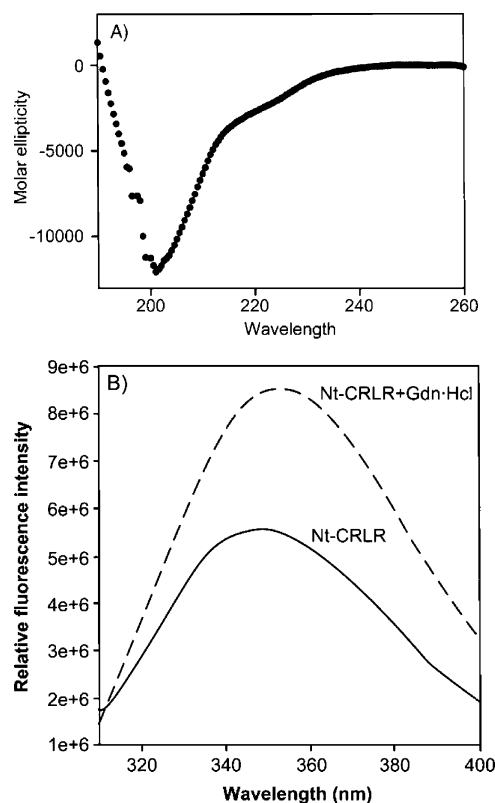 A)
Molar ellipticity
0
-5000
-10000
200
220
240
260
Wavelength
B)
Relative fluorescence intensity
9e+6
8e+6
7e+6
6e+6
5e+6
4e+6
3e+6
2e+6
1e+6
Nt-CRLR+Gdn·Hcl
Nt-CRLR
320
340
360
380
400
Wavelength (nm)